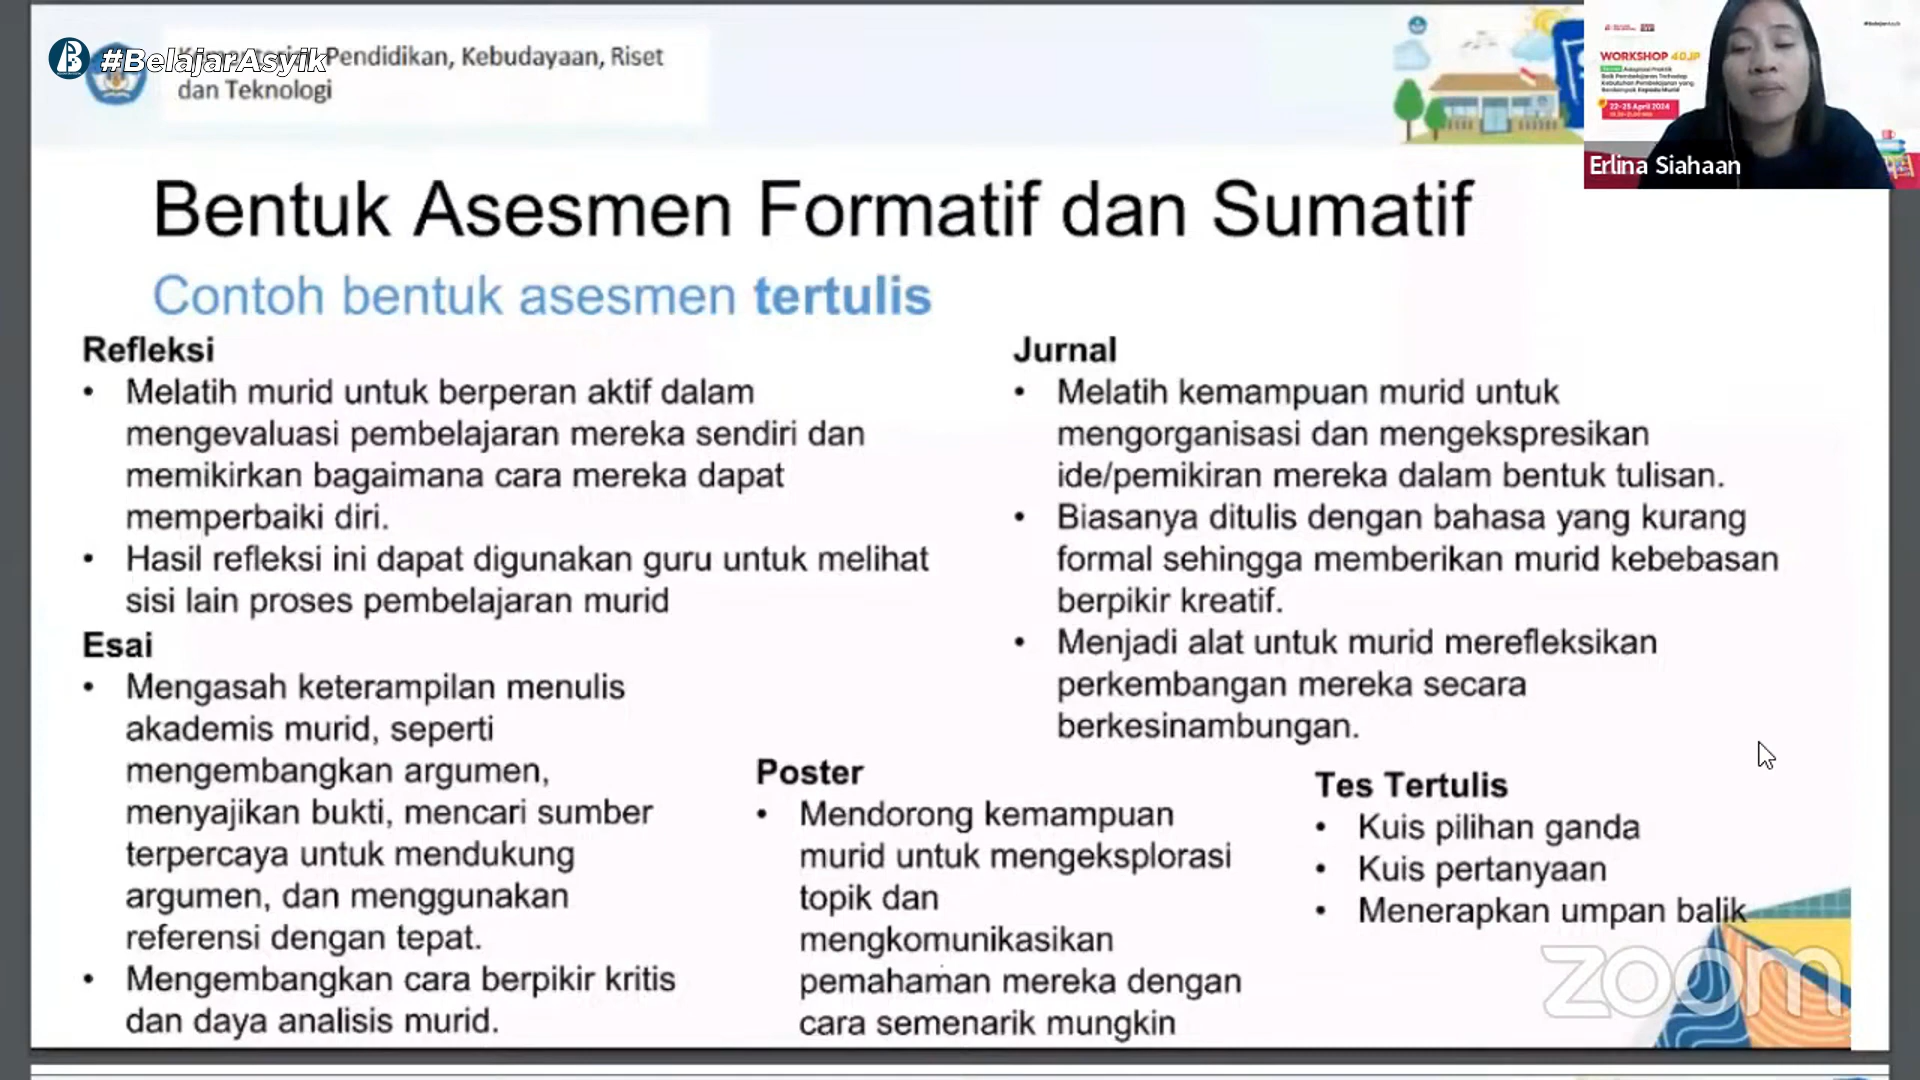 #BelajarAsyik
Pendidikan, Kebudayaan, Riset
dan Teknologi
WORKSHOP 40JP
22-25 April 2024
Erlina Siahaan
Bentuk Asesmen Formatif dan Sumatif
Contoh bentuk asesmen tertulis
Refleksi
• Melatih murid untuk berperan aktif dalam
mengevaluasi pembelajaran mereka sendiri dan
memikirkan bagaimana cara mereka dapat
memperbaiki diri.
• Hasil refleksi ini dapat digunakan guru untuk melihat
sisi lain proses pembelajaran murid
Esai
• Mengasah keterampilan menulis
akademis murid, seperti
mengembangkan argumen,
menyajikan bukti, mencari sumber
terpercaya untuk mendukung
argumen, dan menggunakan
referensi dengan tepat.
• Mengembangkan cara berpikir kritis
dan daya analisis murid.
Jurnal
• Melatih kemampuan murid untuk
mengorganisasi dan mengekspresikan
ide/pemikiran mereka dalam bentuk tulisan.
• Biasanya ditulis dengan bahasa yang kurang
formal sehingga memberikan murid kebebasan
berpikir kreatif.
• Menjadi alat untuk murid merefleksikan
perkembangan mereka secara
berkesinambungan.
Poster
• Mendorong kemampuan
murid untuk mengeksplorasi
topik dan
mengkomunikasikan
pemahaman mereka dengan
cara semenarik mungkin
Tes Tertulis
• Kuis pilihan ganda
• Kuis pertanyaan
• Menerapkan umpan balik
zoom